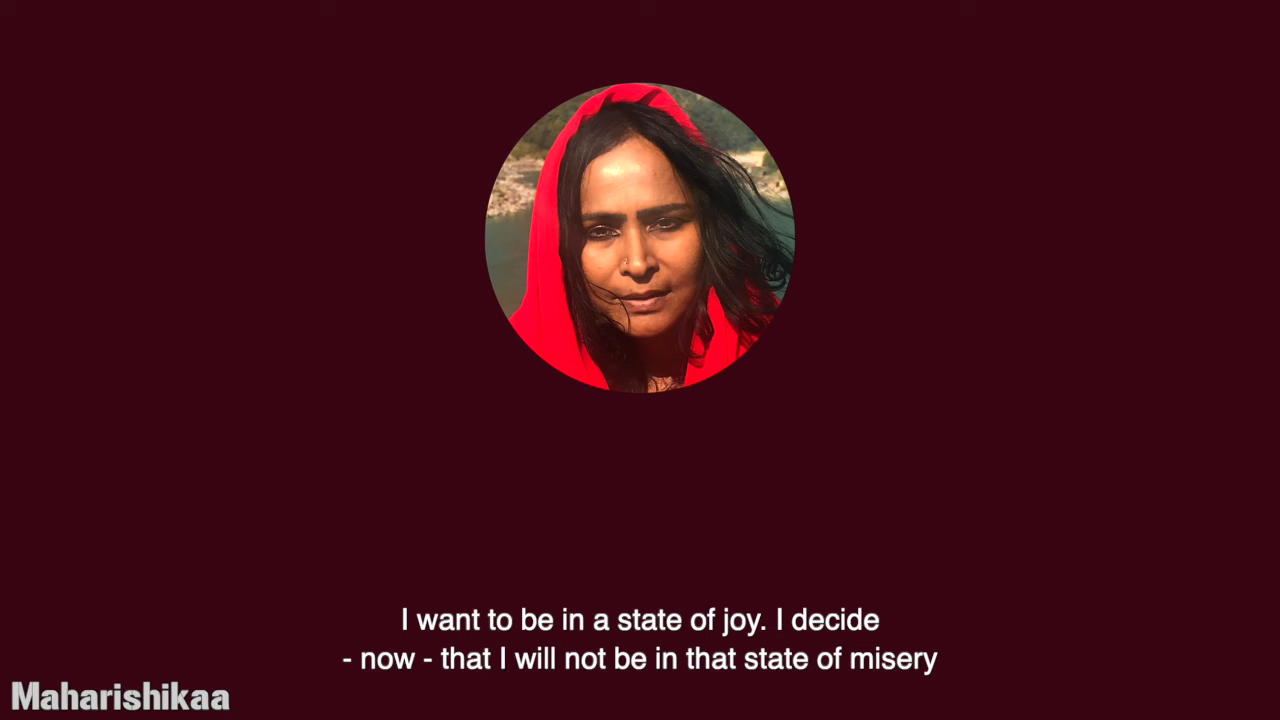 I want to be in a state of joy. I decide
- now - that I will not be in that state of misery
Maharishikaa